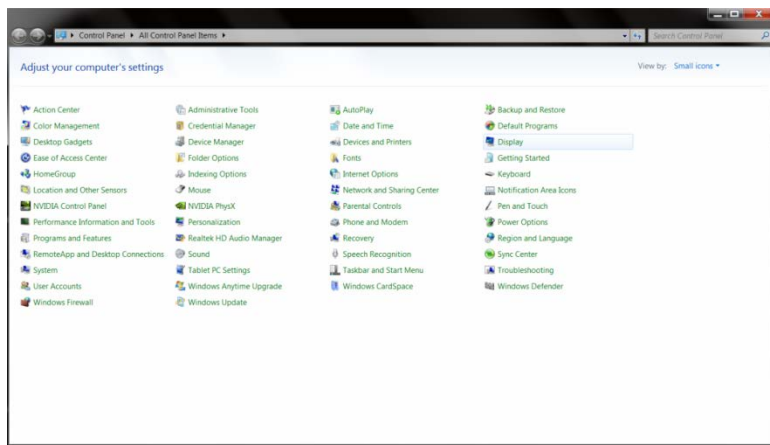 Control Panel All Control Panel Items Search Control Panel
Adjust your computer's settings View by: Small icons
Action Center Administrative Tools AutoPlay Backup and Restore
Color Management Credential Manager Date and Time Default Programs
Desktop Gadgets Device Manager Devices and Printers Display
Ease of Access Center Folder Options Fonts Getting Started
HomeGroup Indexing Options Internet Options Keyboard
Location and Other Sensors Mouse Network and Sharing Center Notification Area Icons
NVIDIA Control Panel NVIDIA PhysX Parental Controls Pen and Touch
Performance Information and Tools Personalization Phone and Modem Power Options
Programs and Features Realtek HD Audio Manager Recovery Region and Language
RemoteApp and Desktop Connections Sound Speech Recognition Sync Center
System Tablet PC Settings Taskbar and Start Menu Troubleshooting
User Accounts Windows Anytime Upgrade Windows CardSpace Windows Defender
Windows Firewall Windows Update